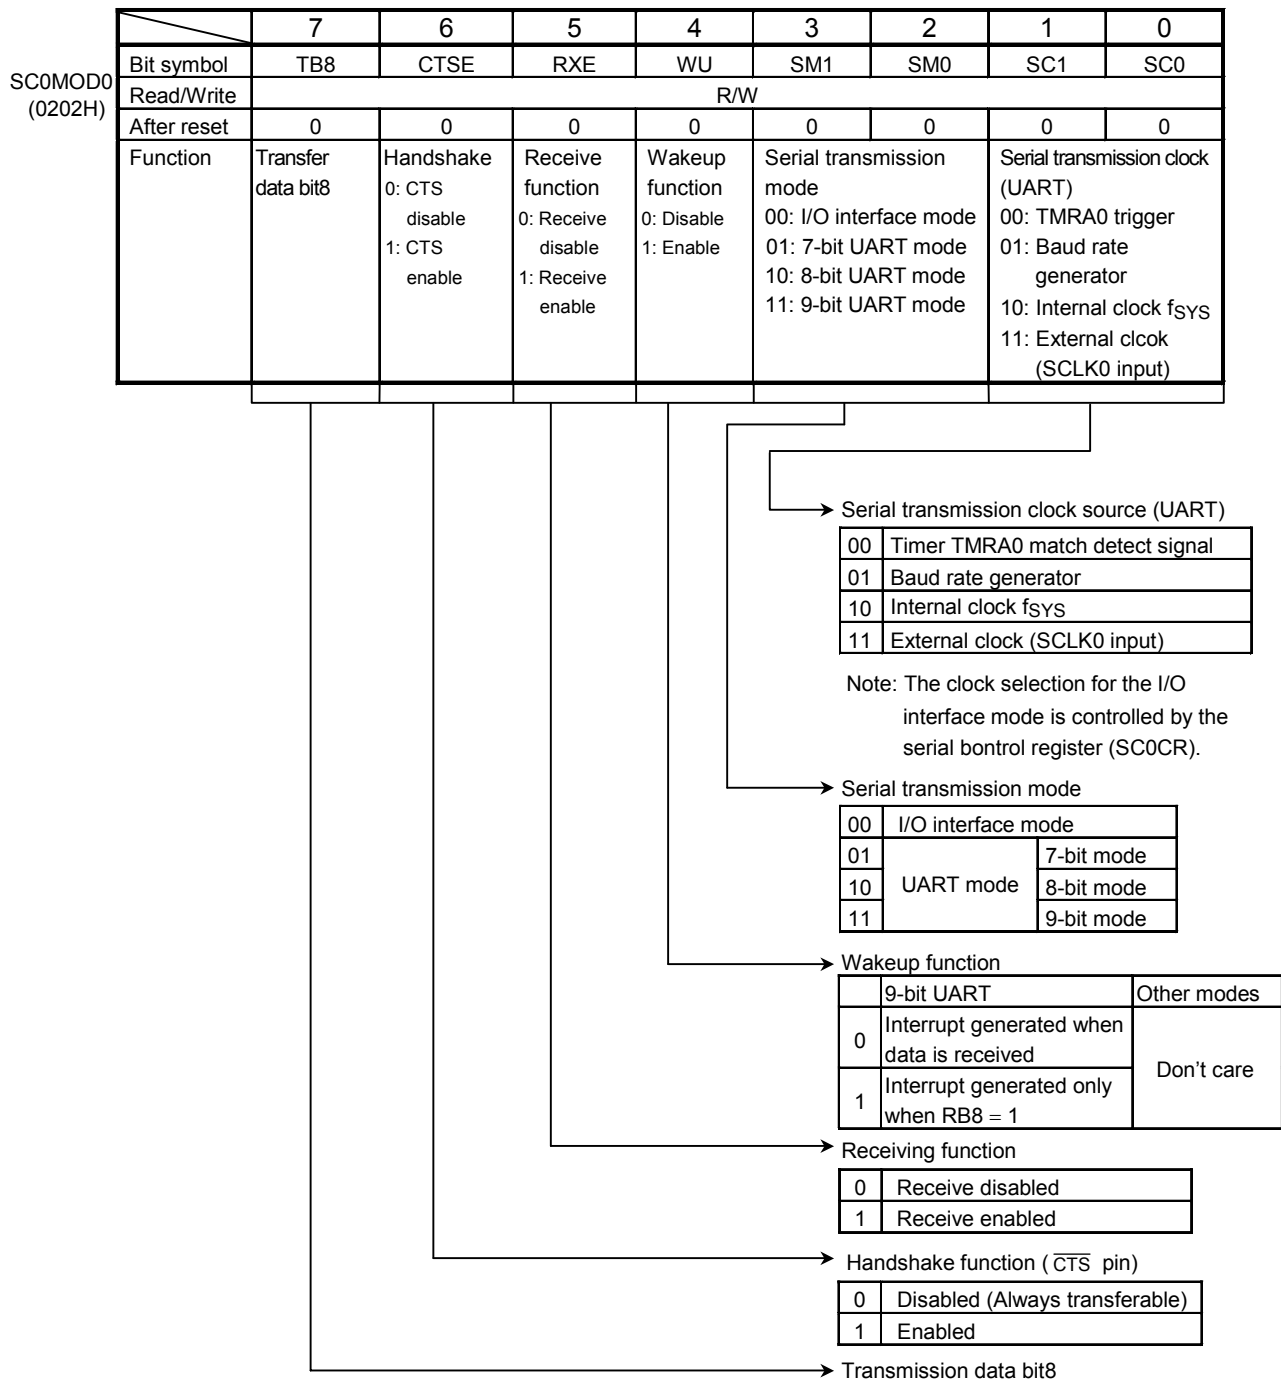 7 6 5 4 3 2 1 0
SC0MOD0
(0202H)
Bit symbol TB8 CTSE RXE WU SM1 SM0 SC1 SC0
Read/Write R/W
After reset 0 0 0 0 0 0 0 0
Function
Transfer
data bit8
Handshake
0: CTS
disable
1: CTS
enable
Receive
function
0: Receive
disable
1: Receive
enable
Wakeup
function
0: Disable
1: Enable
Serial transmission
mode
00: I/O interface mode
01: 7-bit UART mode
10: 8-bit UART mode
11: 9-bit UART mode
Serial transmission clock
(UART)
00: TMRA0 trigger
01: Baud rate
generator
10: Internal clock fSYS
11: External clcok
(SCLK0 input)
Serial transmission clock source (UART)
00 Timer TMRA0 match detect signal
01 Baud rate generator
10 Internal clock fSYS
11 External clock (SCLK0 input)
Note: The clock selection for the I/O
interface mode is controlled by the
serial bontrol register (SC0CR).
Serial transmission mode
00 I/O interface mode
01 7-bit mode
10 UART mode 8-bit mode
11 9-bit mode
Wakeup function
9-bit UART Other modes
0 Interrupt generated when
data is received
Don't care
1 Interrupt generated only
when RB8 = 1
Receiving function
0 Receive disabled
1 Receive enabled
Handshake function ( CTS pin)
0 Disabled (Always transferable)
1 Enabled
Transmission data bit8